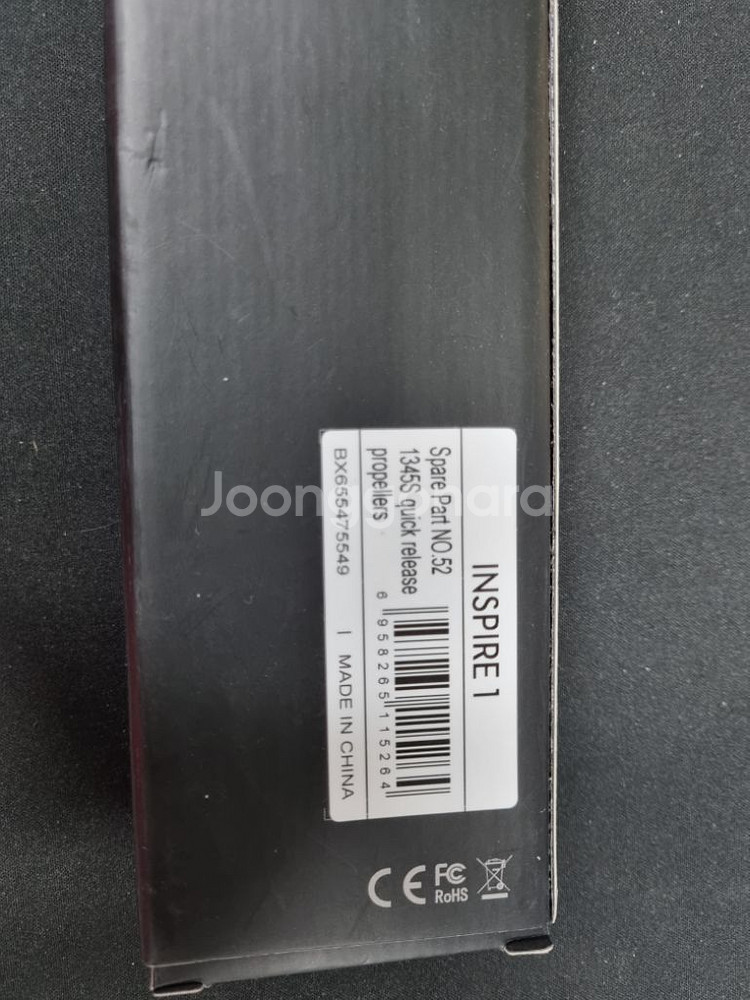 INSPIRE 1
Spare Part NO.52
1345S quick release
propellers
6 958265 115264
BX655475549 | MADE IN CHINA
CE FC
RoHS
Joonggonara